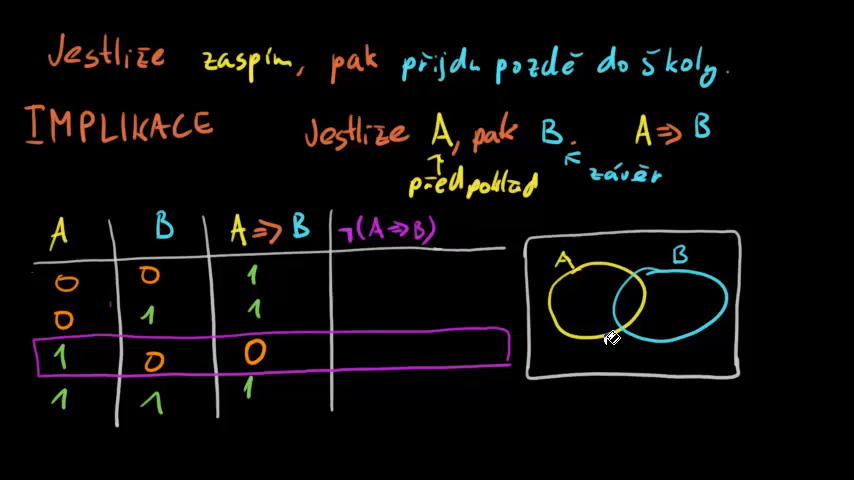 Jestliže zaspím, pak přijdu pozdě do školy.
IMPLIKACE Jestliže A, pak B. A ⇒ B
předpoklad závěr
A B A ⇒ B ¬(A ⇒ B)
0 0 1
0 1 1
1 0 0
1 1 1
A B